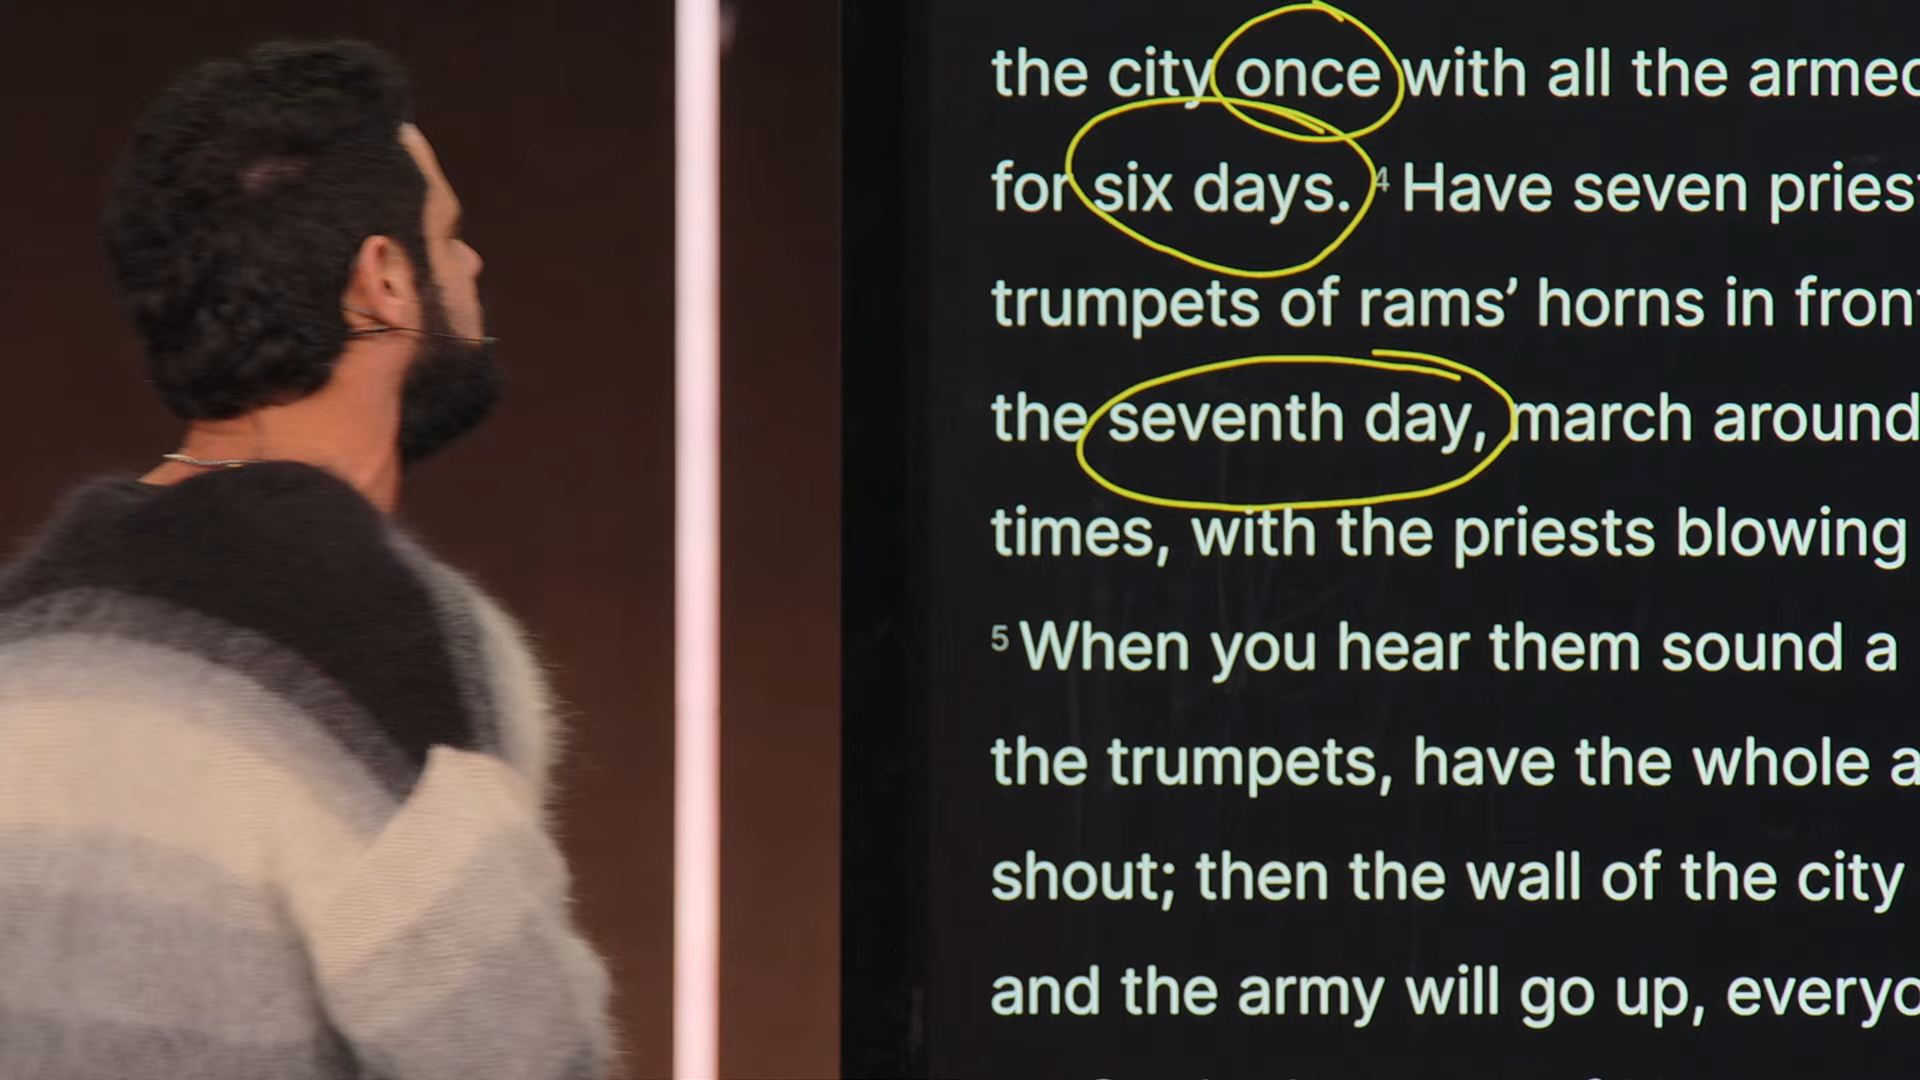 the city once with all the armed
for six days. 4 Have seven
trumpets of rams’ horns in
the seventh day, march around
times, with the priests blowing
5 When you hear them sound a
the trumpets, have the whole
shout; then the wall of the city
and the army will go up,